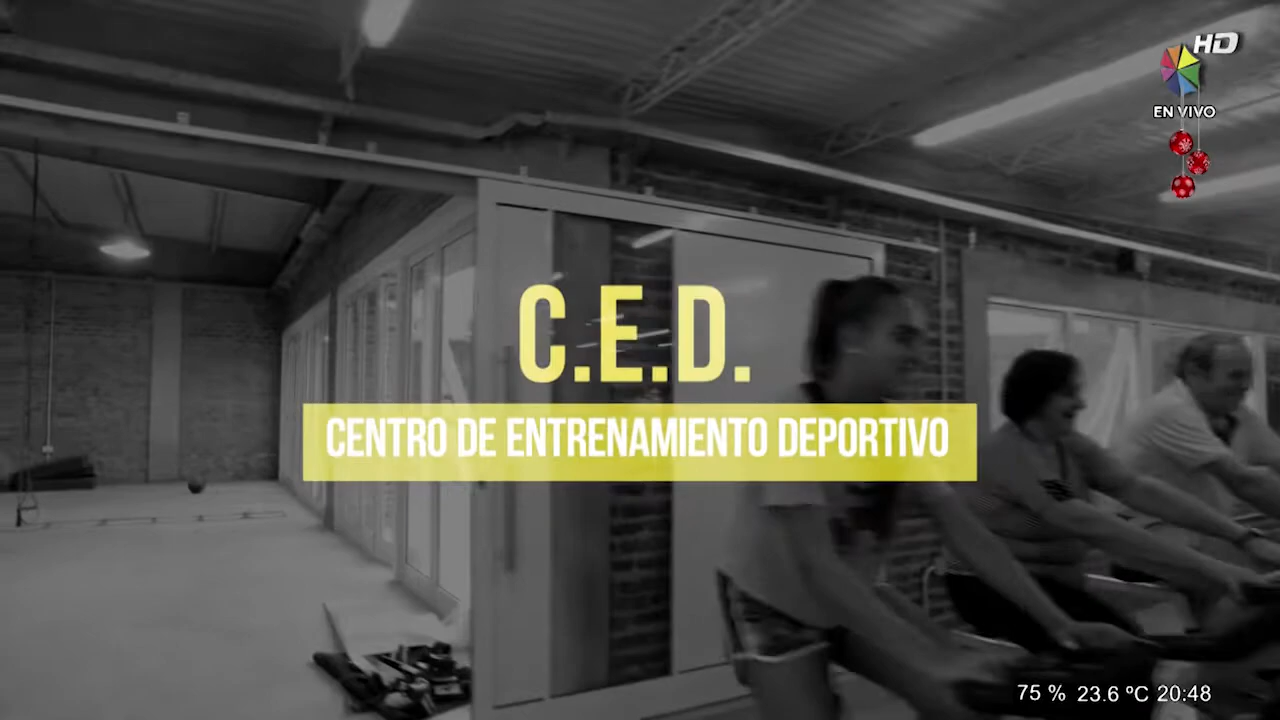 HD
EN VIVO
C.E.D.
CENTRO DE ENTRENAMIENTO DEPORTIVO
75 % 23.6 ºC 20:48